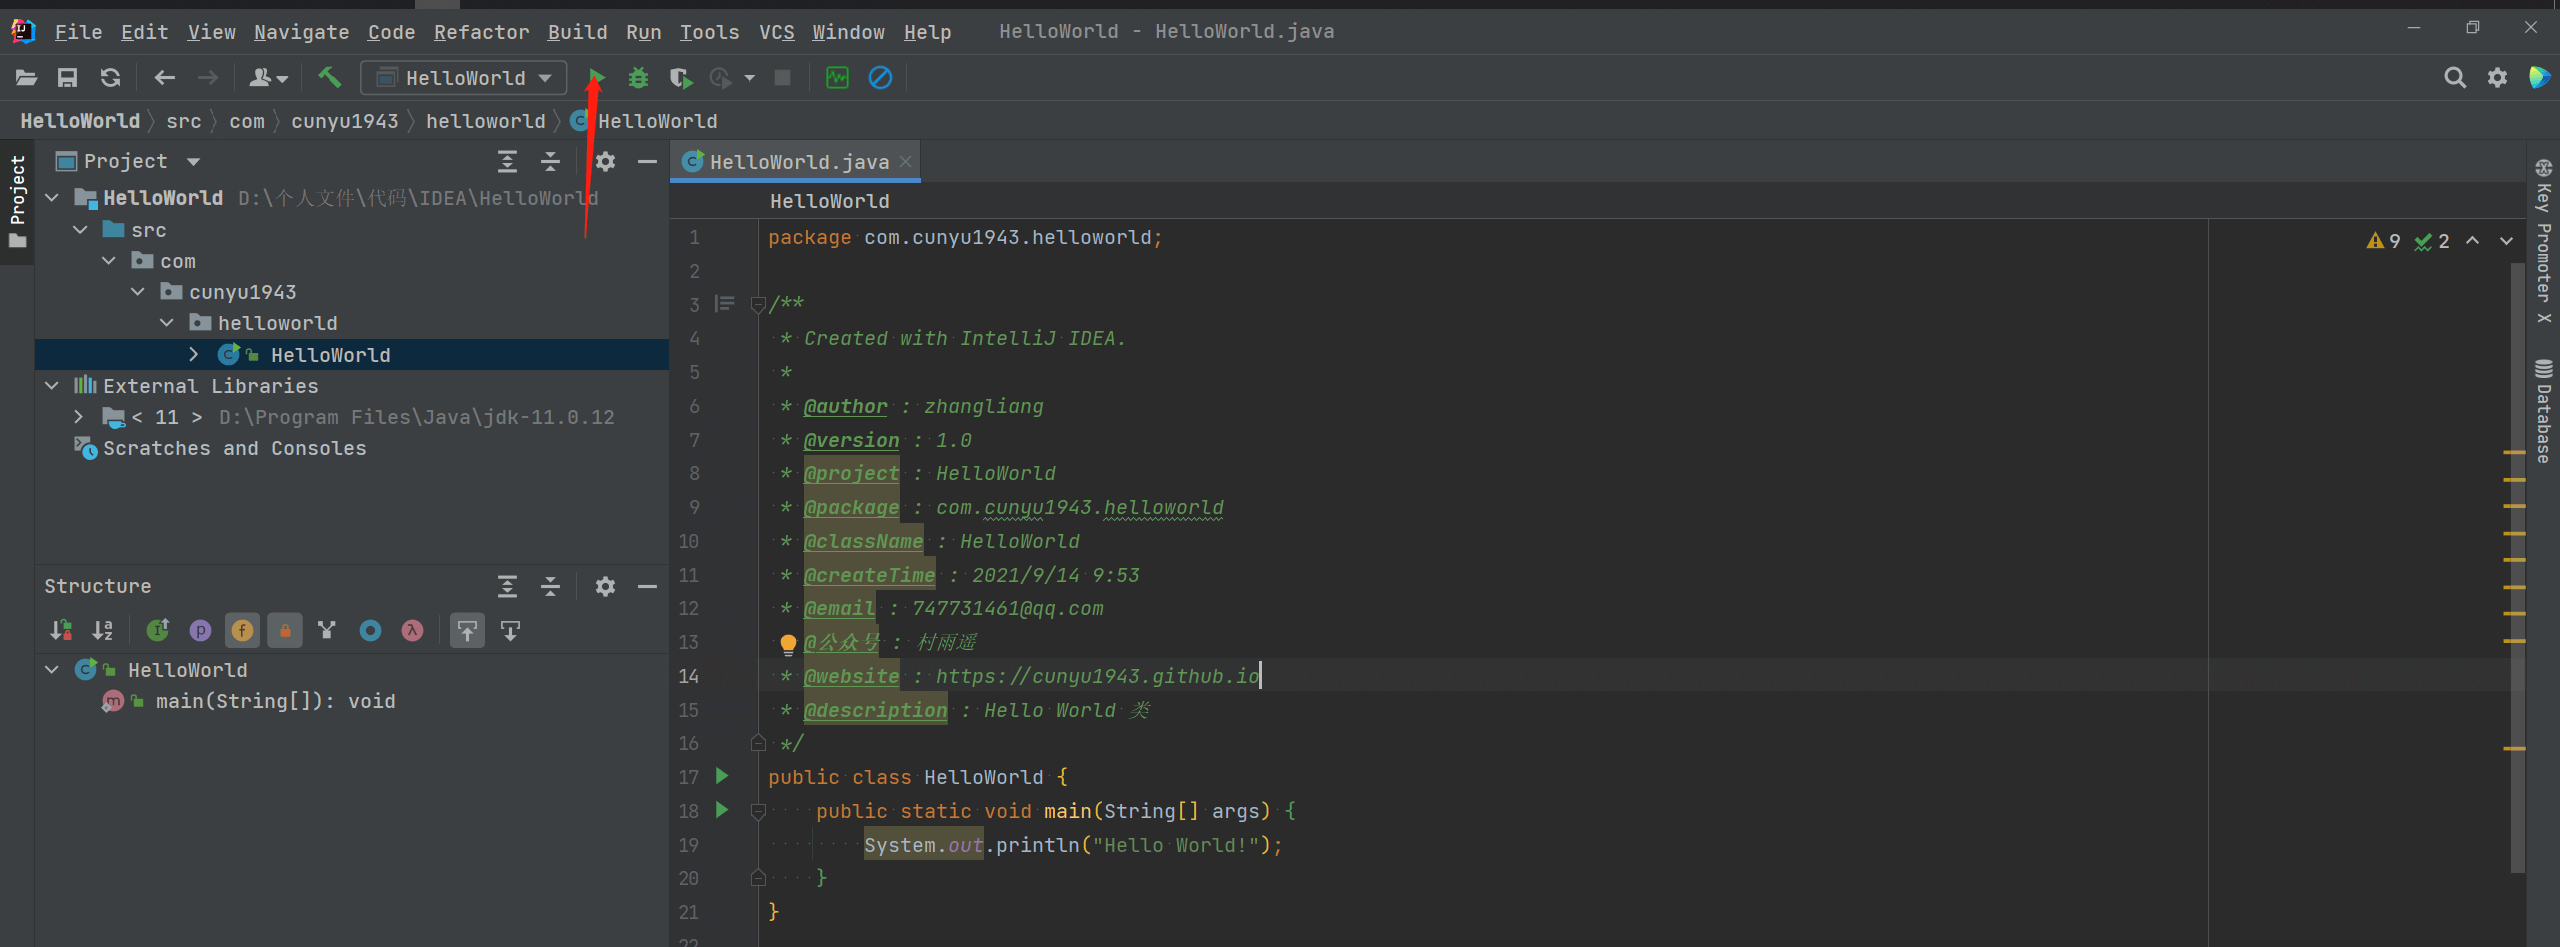 File Edit View Navigate Code Refactor Build Run Tools VCS Window Help HelloWorld - HelloWorld.java
HelloWorld
HelloWorld src com cunyu1943 helloworld HelloWorld
Project
Project
HelloWorld D:\个人文件\代码\IDEA\HelloWorld
src
com
cunyu1943
helloworld
HelloWorld
External Libraries
< 11 > D:\Program Files\Java\jdk-11.0.12
Scratches and Consoles
Structure
HelloWorld
main(String[]): void
HelloWorld.java
HelloWorld
9 2
1 package com.cunyu1943.helloworld;
2
3 /**
4 * Created with IntelliJ IDEA.
5 *
6 * @author : zhangliang
7 * @version : 1.0
8 * @project : HelloWorld
9 * @package : com.cunyu1943.helloworld
10 * @className : HelloWorld
11 * @createTime : 2021/9/14 9:53
12 * @email : 747731461@qq.com
13 * @公众号 : 村雨遥
14 * @website : https://cunyu1943.github.io
15 * @description : Hello World 类
16 */
17 public class HelloWorld {
18 public static void main(String[] args) {
19 System.out.println("Hello World!");
20 }
21 }
22
Key Promoter X
Database